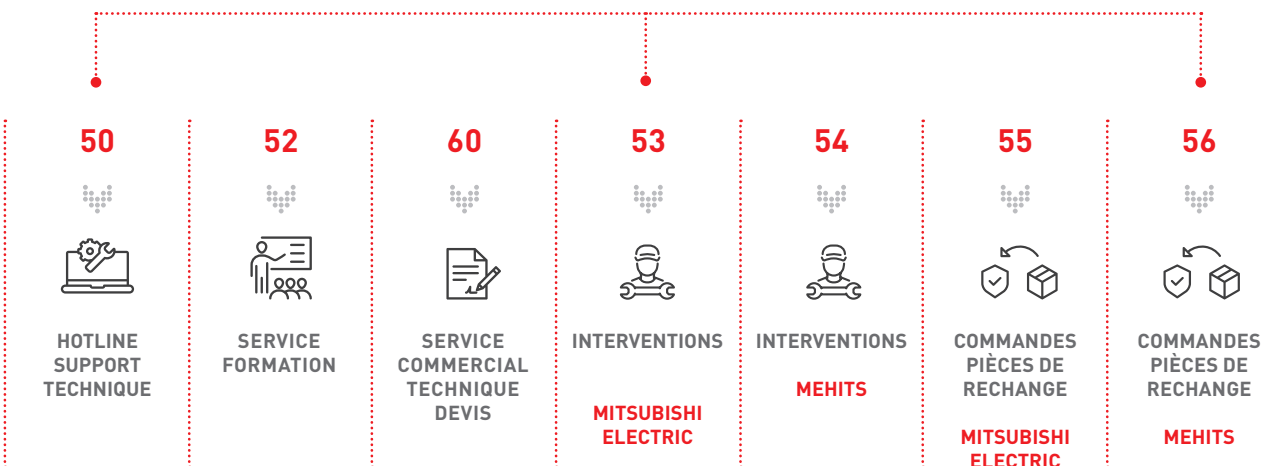 50
HOTLINE
SUPPORT
TECHNIQUE
52
SERVICE
FORMATION
60
SERVICE
COMMERCIAL
TECHNIQUE
DEVIS
53
INTERVENTIONS
MITSUBISHI
ELECTRIC
54
INTERVENTIONS
MEHITS
55
COMMANDES
PIÈCES DE
RECHANGE
MITSUBISHI
ELECTRIC
56
COMMANDES
PIÈCES DE
RECHANGE
MEHITS